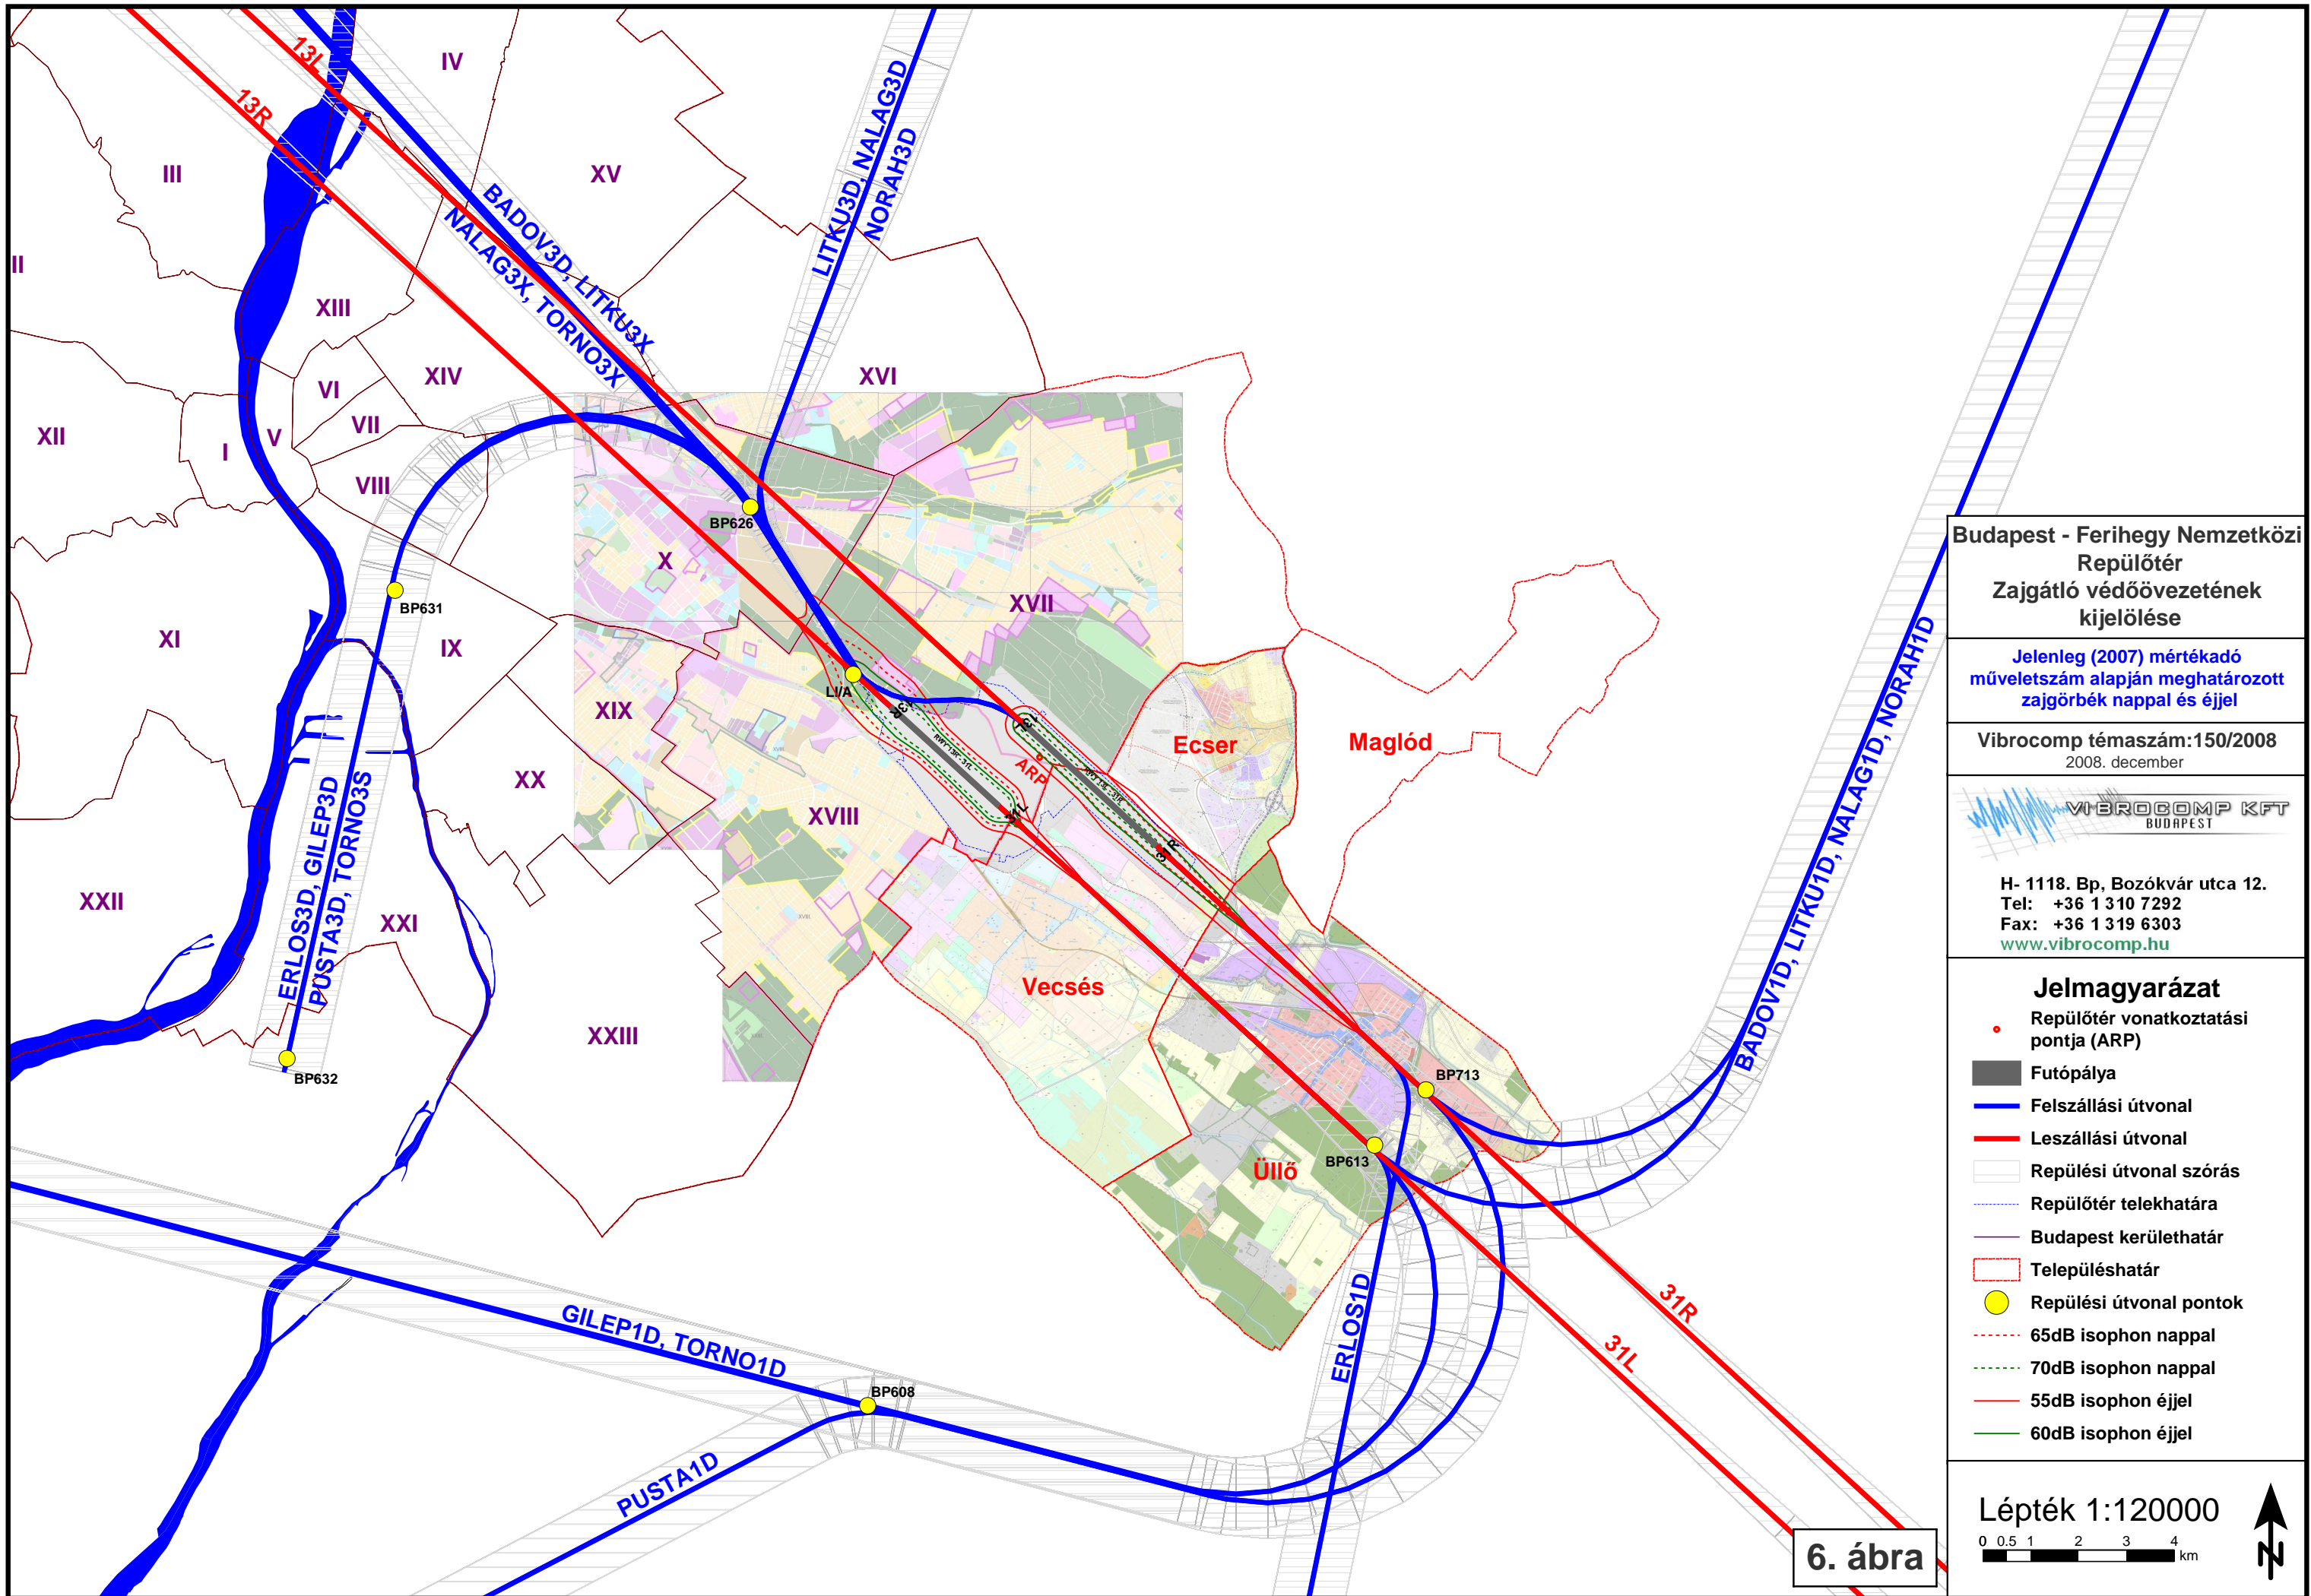 13L
13R
IV
III
XV
II
LITKU3D, NALAG3D
NORAH3D
BADOV3D, LITKU3X
NALAG3X, TORNO3X
XIII
XIV
XVI
VI
VII
XII
I
V
VIII
BP626
X
BP631
XVII
XI
IX
LI/A
XIX
13R
13L
RWY 13R-31L
ARP
Ecser
Maglód
XX
XVIII
31L
31R
ERLOS3D, GILEP3D
PUSTA3D, TORNO3S
XXII
XXI
Vecsés
XXIII
BP632
BP713
BP613
Üllő
BADOV1D, LITKU1D, NALAG1D, NORAH1D
ERLOS1D
31R
31L
GILEP1D, TORNO1D
BP608
PUSTA1D
Budapest - Ferihegy Nemzetközi
Repülőtér
Zajgátló védőövezetének
kijelölése
Jelenleg (2007) mértékadó
műveletszám alapján meghatározott
zajgörbék nappal és éjjel
Vibrocomp témaszám:150/2008
2008. december
VIBROCOMP KFT
BUDAPEST
H- 1118. Bp, Bozókvár utca 12.
Tel: +36 1 310 7292
Fax: +36 1 319 6303
www.vibrocomp.hu
Jelmagyarázat
Repülőtér vonatkoztatási
pontja (ARP)
Futópálya
Felszállási útvonal
Leszállási útvonal
Repülési útvonal szórás
Repülőtér telekhatára
Budapest kerülethatár
Településhatár
Repülési útvonal pontok
65dB isophon nappal
70dB isophon nappal
55dB isophon éjjel
60dB isophon éjjel
Lépték 1:120000
0 0.5 1 2 3 4
km
N
6. ábra